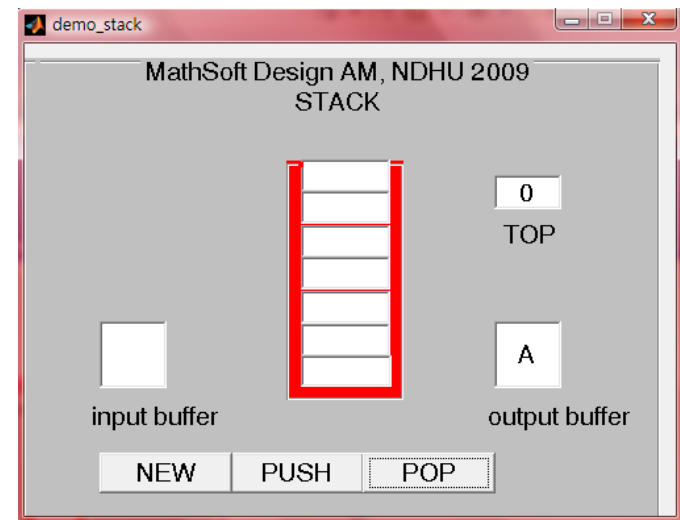 demo_stack
MathSoft Design AM, NDHU 2009
STACK
0
TOP
A
input buffer
output buffer
NEW PUSH POP